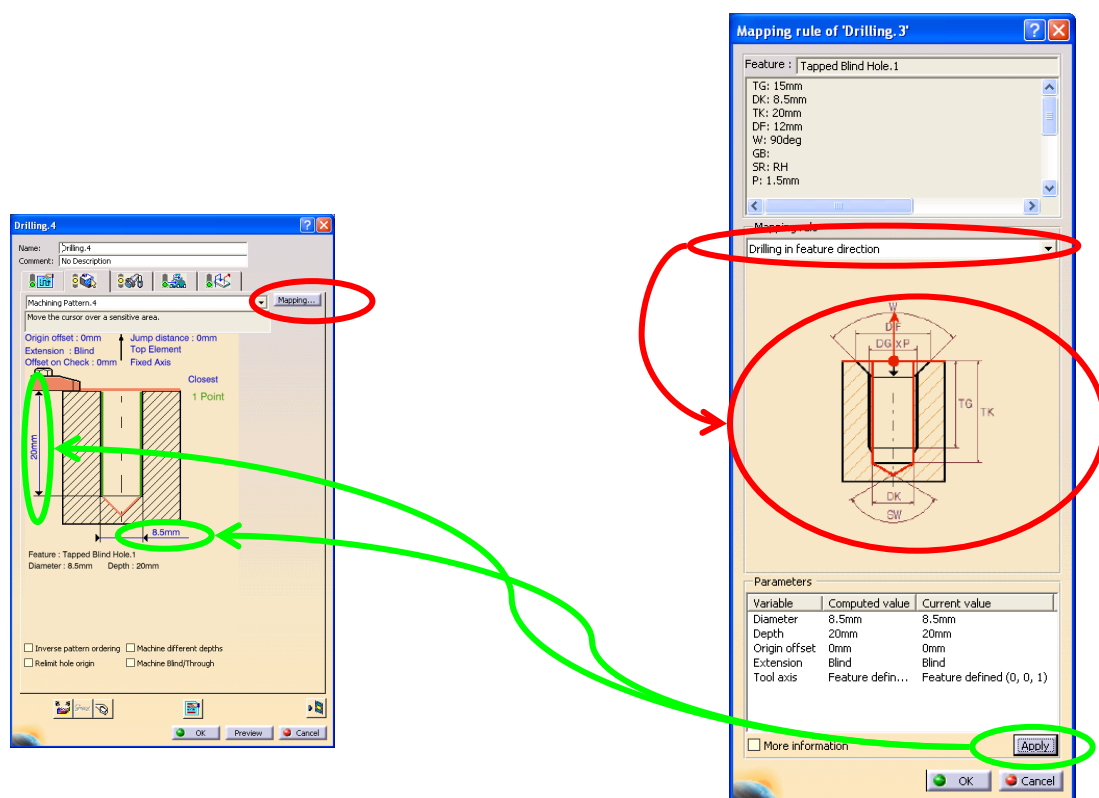 Drilling.4
Name: Drilling.4
Comment: No Description
Machining Pattern.4
Mapping...
Move the cursor over a sensitive area.
Origin offset : 0mm
Jump distance : 0mm
Extension : Blind
Top Element
Offset on Check : 0mm
Fixed Axis
Closest
1 Point
20mm
8.5mm
Feature : Tapped Blind Hole.1
Diameter : 8.5mm Depth : 20mm
Inverse pattern ordering
Machine different depths
Relimit hole origin
Machine Blind/Through
OK
Preview
Cancel
Mapping rule of 'Drilling.3'
Feature : Tapped Blind Hole.1
TG: 15mm
DK: 8.5mm
TK: 20mm
DF: 12mm
W: 90deg
GB:
SR: RH
P: 1.5mm
Mapping rule
Drilling in feature direction
W
DF
DG x P
TG
TK
DK
SW
Parameters
Variable Computed value Current value
Diameter 8.5mm 8.5mm
Depth 20mm 20mm
Origin offset 0mm 0mm
Extension Blind Blind
Tool axis Feature defin... Feature defined (0, 0, 1)
More information
Apply
OK
Cancel